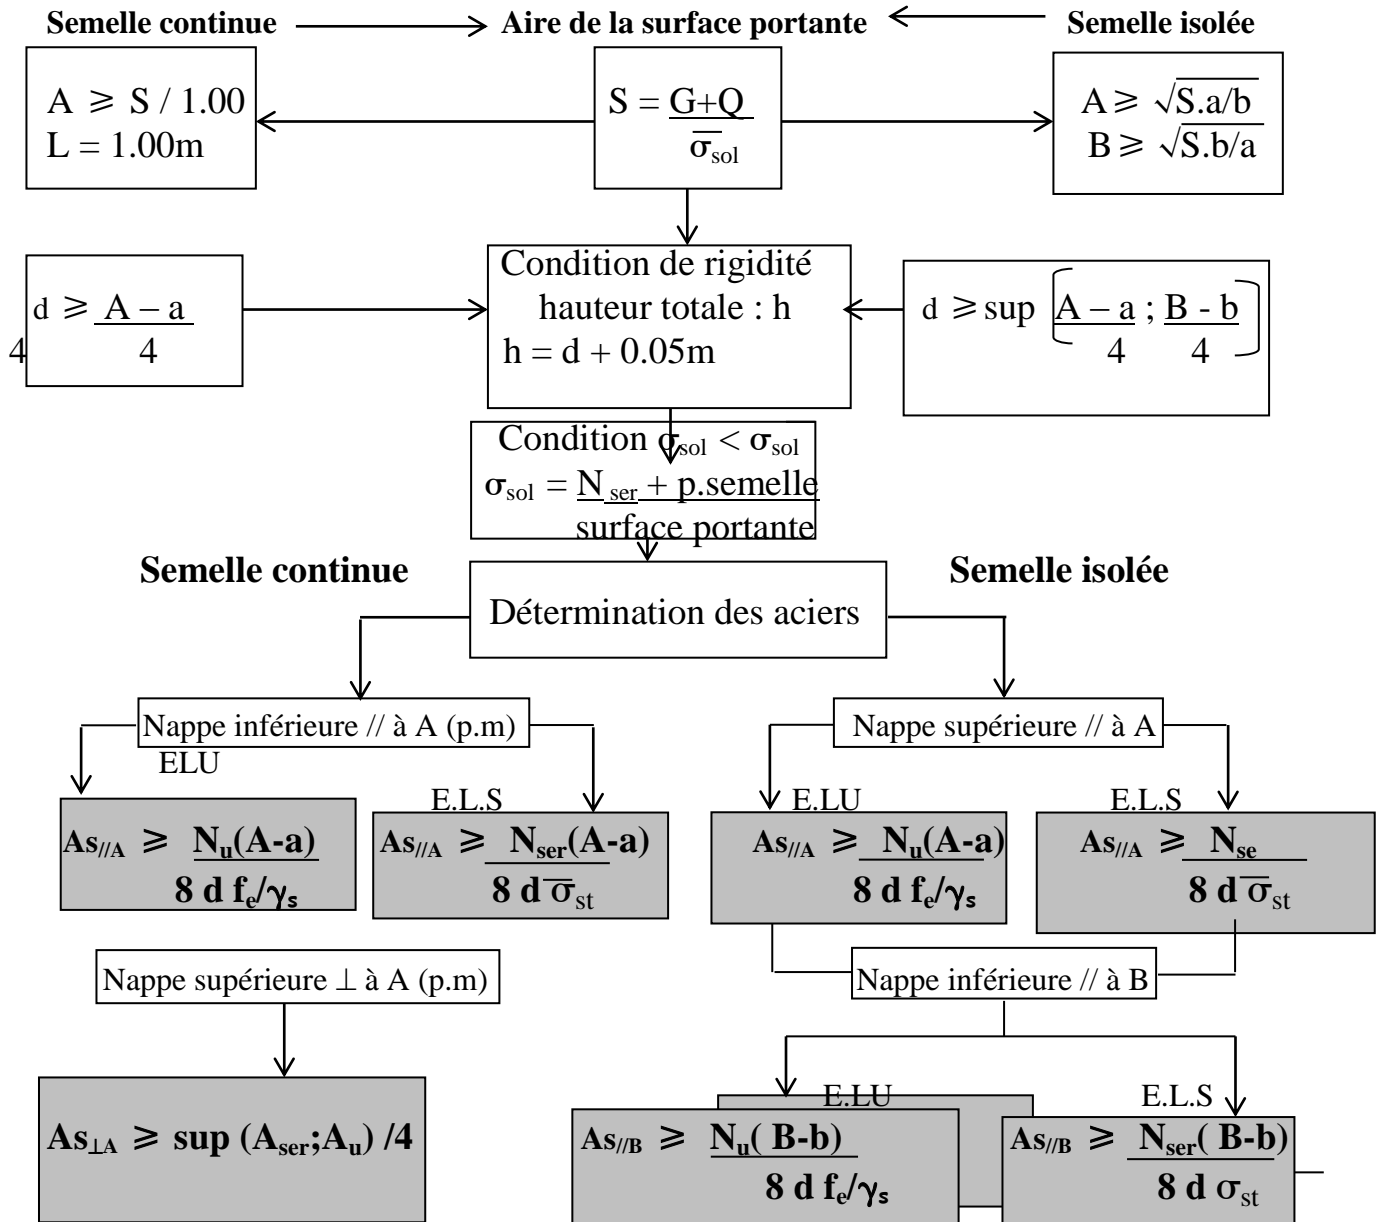 Semelle continue Aire de la surface portante Semelle isolée
A ⩾ S / 1.00
L = 1.00m
S = G+Q
σ̅sol
A ⩾ √S.a/b
B ⩾ √S.b/a
d ⩾ A – a
4 4
Condition de rigidité
hauteur totale : h
h = d + 0.05m
d ⩾ sup [A – a ; B - b]
4 4
Condition σsol < σsol
σsol = N ser + p.semelle
surface portante
Semelle continue Semelle isolée
Détermination des aciers
Nappe inférieure // à A (p.m)
Nappe supérieure // à A
ELU
E.L.S
E.LU
E.L.S
As//A ⩾ Nu(A-a)
8 d fe/γs
As//A ⩾ Nser(A-a)
8 d σ̅st
As//A ⩾ Nu(A-a)
8 d fe/γs
As//A ⩾ Nse
8 d σ̅st
Nappe supérieure ⊥ à A (p.m)
Nappe inférieure // à B
As⊥A ⩾ sup (Aser;Au) /4
E.LU
E.L.S
As//B ⩾ Nu( B-b)
8 d fe/γs
As//B ⩾ Nser( B-b)
8 d σst